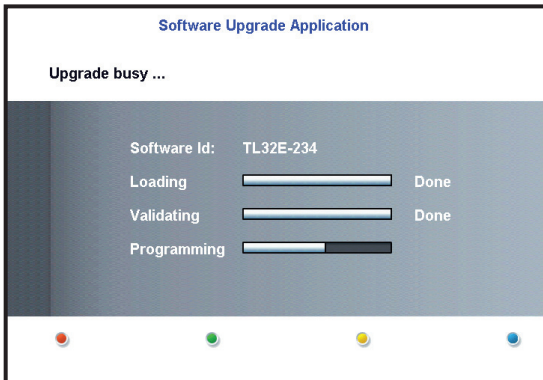 Software Upgrade Application
Upgrade busy ...
Software Id: TL32E-234
Loading Done
Validating Done
Programming